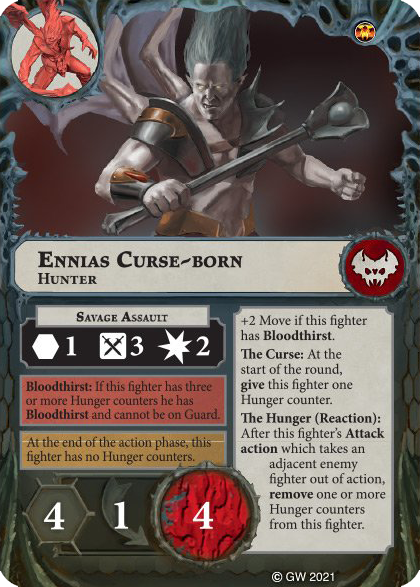 Ennias Curse-born
Hunter
Savage Assault
1 3 2
Bloodthirst: If this fighter has three
or more Hunger counters he has
Bloodthirst and cannot be on Guard.
At the end of the action phase, this
fighter has no Hunger counters.
4 1 4
+2 Move if this fighter
has Bloodthirst.
The Curse: At the
start of the round,
give this fighter one
Hunger counter.
The Hunger (Reaction):
After this fighter's Attack
action which takes an
adjacent enemy
fighter out of action,
remove one or more
Hunger counters
from this fighter.
© GW 2021